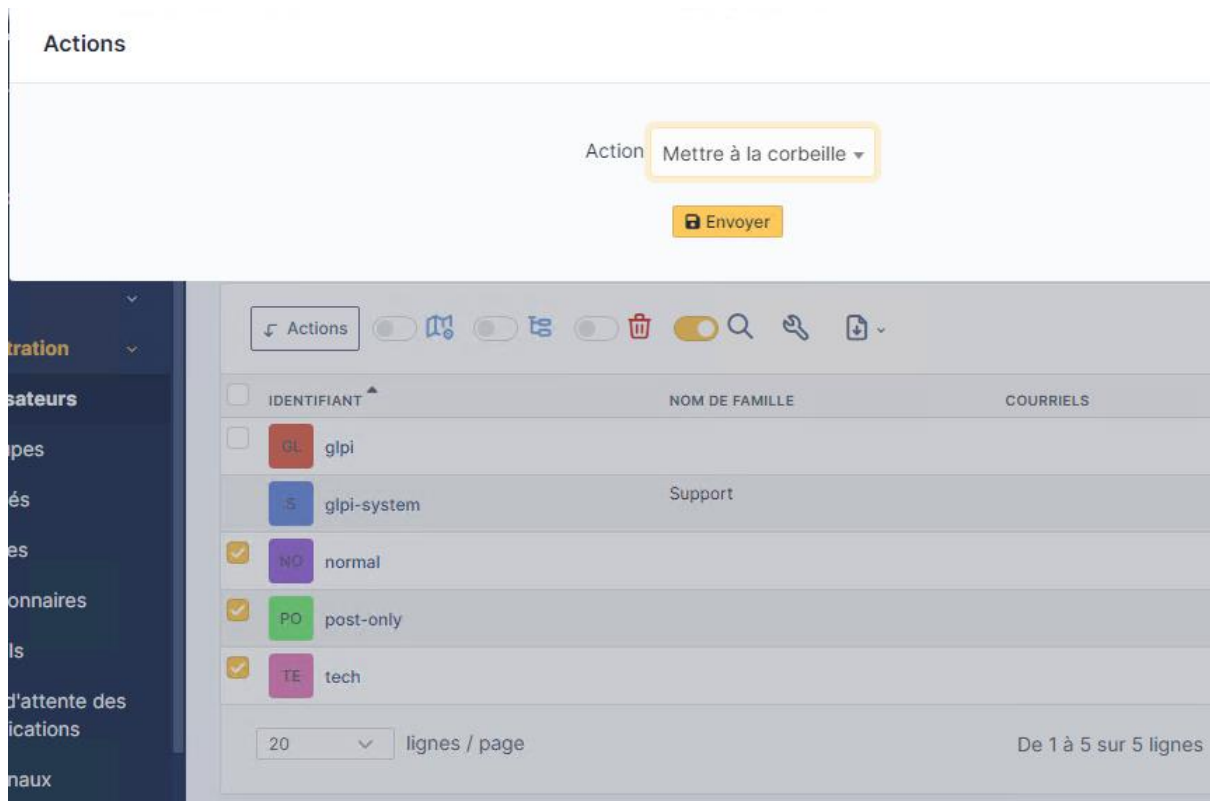 Actions
Action Mettre à la corbeille
Envoyer
Actions
tration
sateurs
IDENTIFIANT NOM DE FAMILLE COURRIELS
GL glpi
upes
és
S glpi-system Support
es
NO normal
onnaires
PO post-only
ls
TE tech
d'attente des
ications
20 lignes / page De 1 à 5 sur 5 lignes
naux